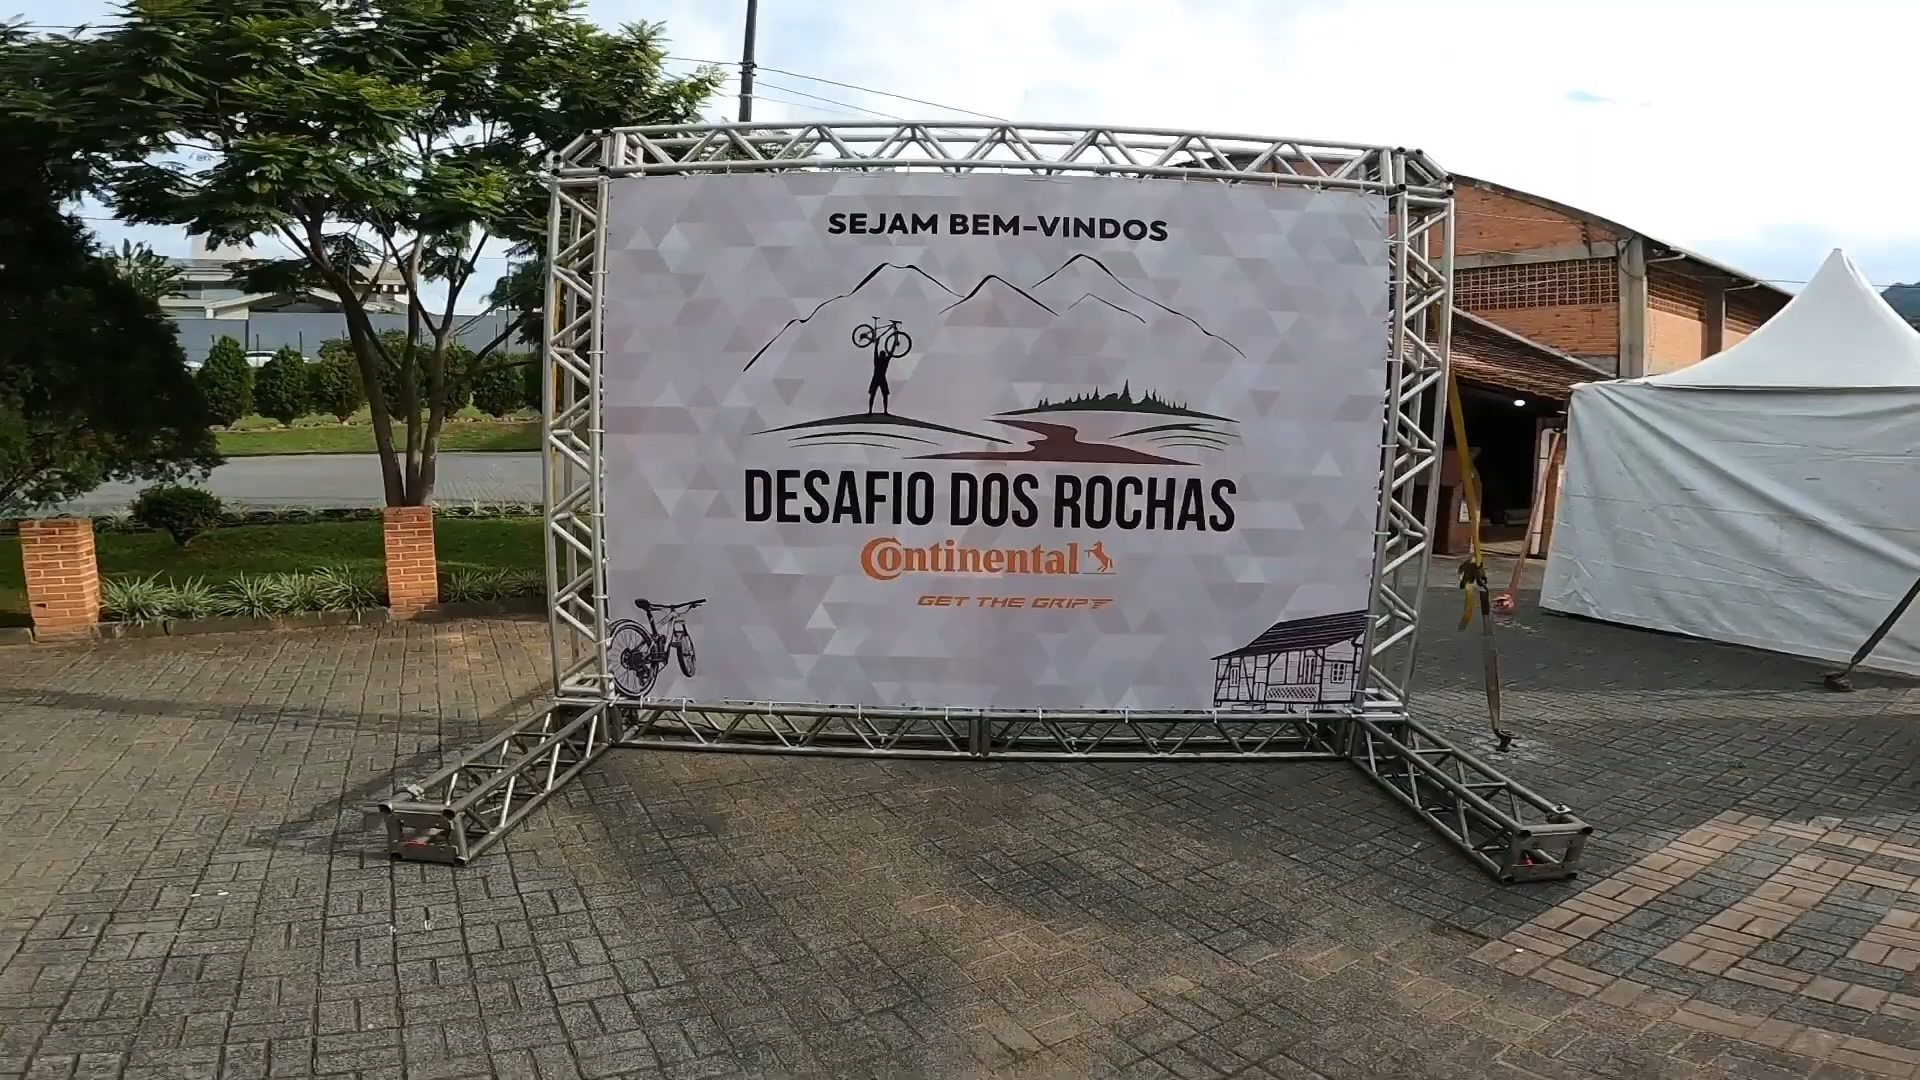 SEJAM BEM-VINDOS
DESAFIO DOS ROCHAS
Continental
GET THE GRIP